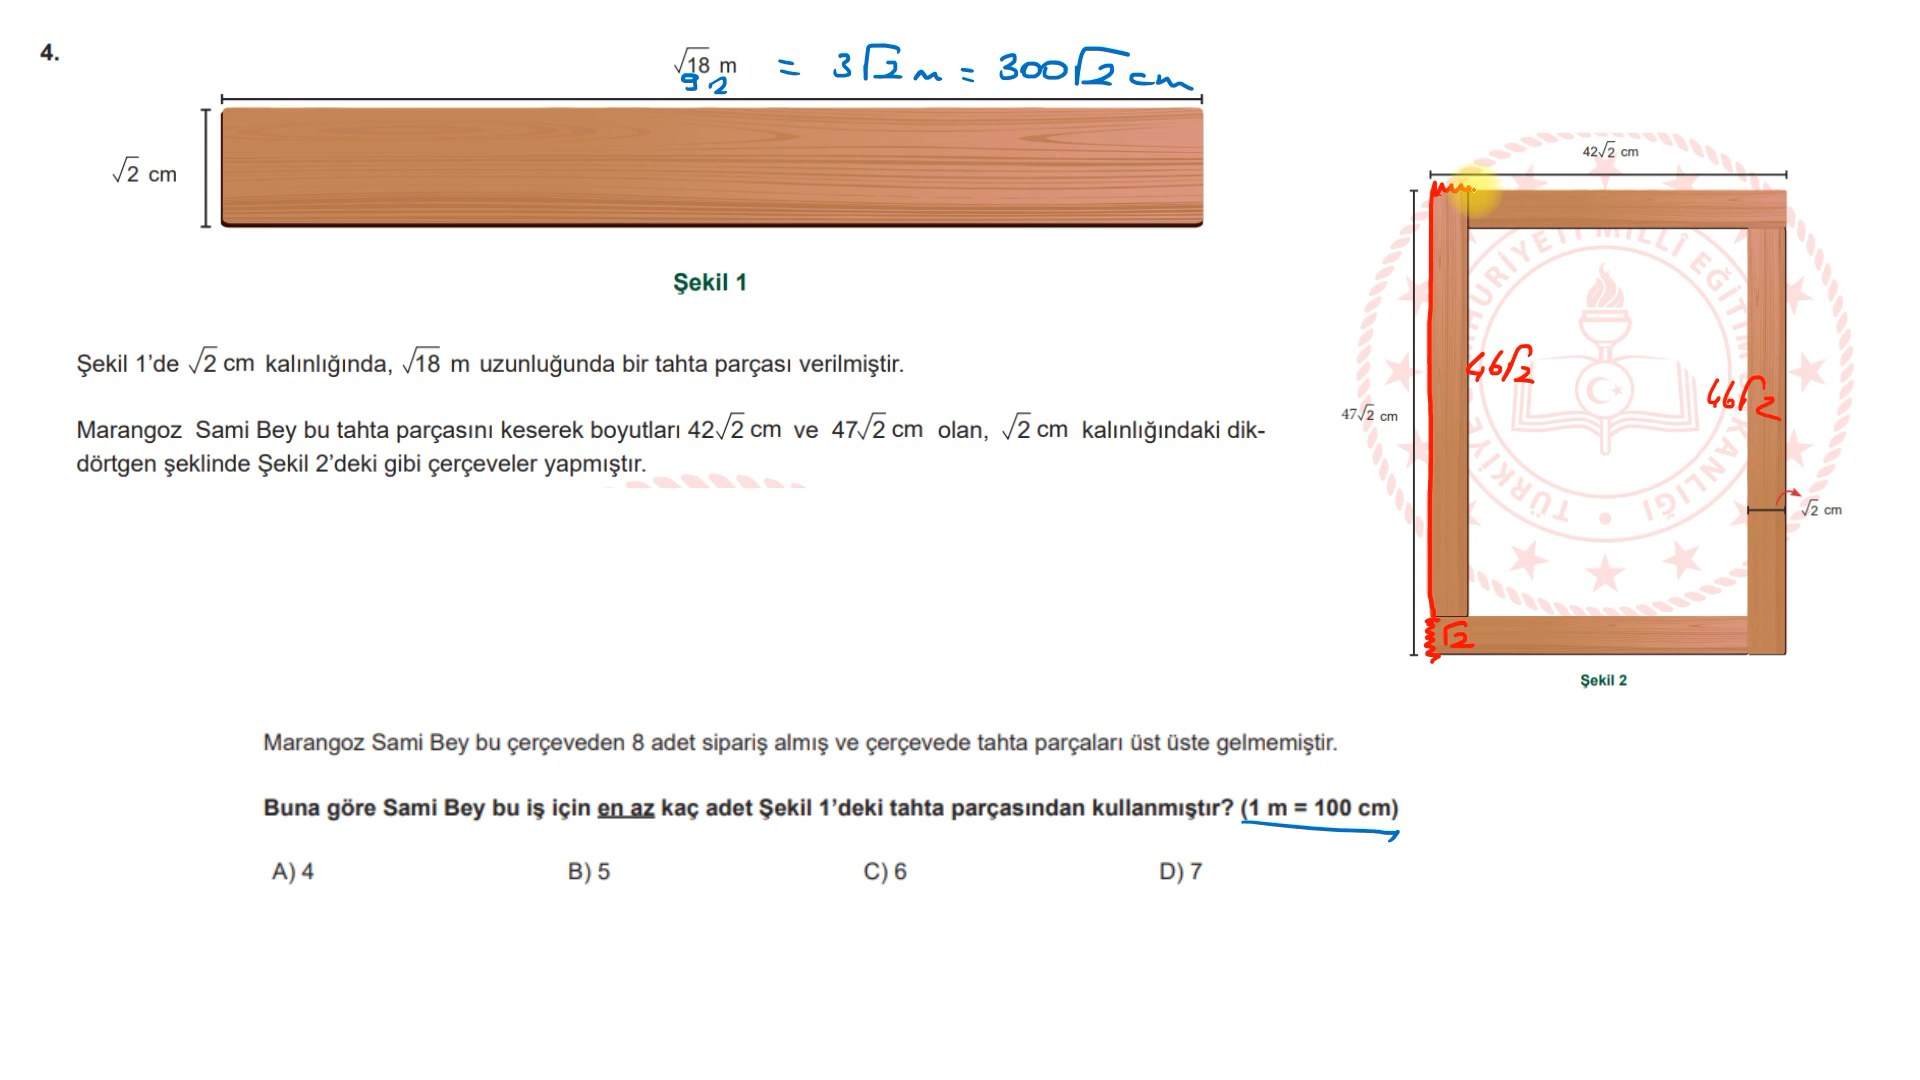 4.
√18 m = 3√2 m = 300√2 cm
9 2
√2 cm
42√2 cm
Şekil 1
46√2
46√2
47√2 cm
√2 cm
√2
Şekil 2
Şekil 1’de √2 cm kalınlığında, √18 m uzunluğunda bir tahta parçası verilmiştir.
Marangoz Sami Bey bu tahta parçasını keserek boyutları 42√2 cm ve 47√2 cm olan, √2 cm kalınlığındaki dik-
dörtgen şeklinde Şekil 2’deki gibi çerçeveler yapmıştır.
Marangoz Sami Bey bu çerçeveden 8 adet sipariş almış ve çerçevede tahta parçaları üst üste gelmemiştir.
Buna göre Sami Bey bu iş için en az kaç adet Şekil 1’deki tahta parçasından kullanmıştır? (1 m = 100 cm)
A) 4 B) 5 C) 6 D) 7